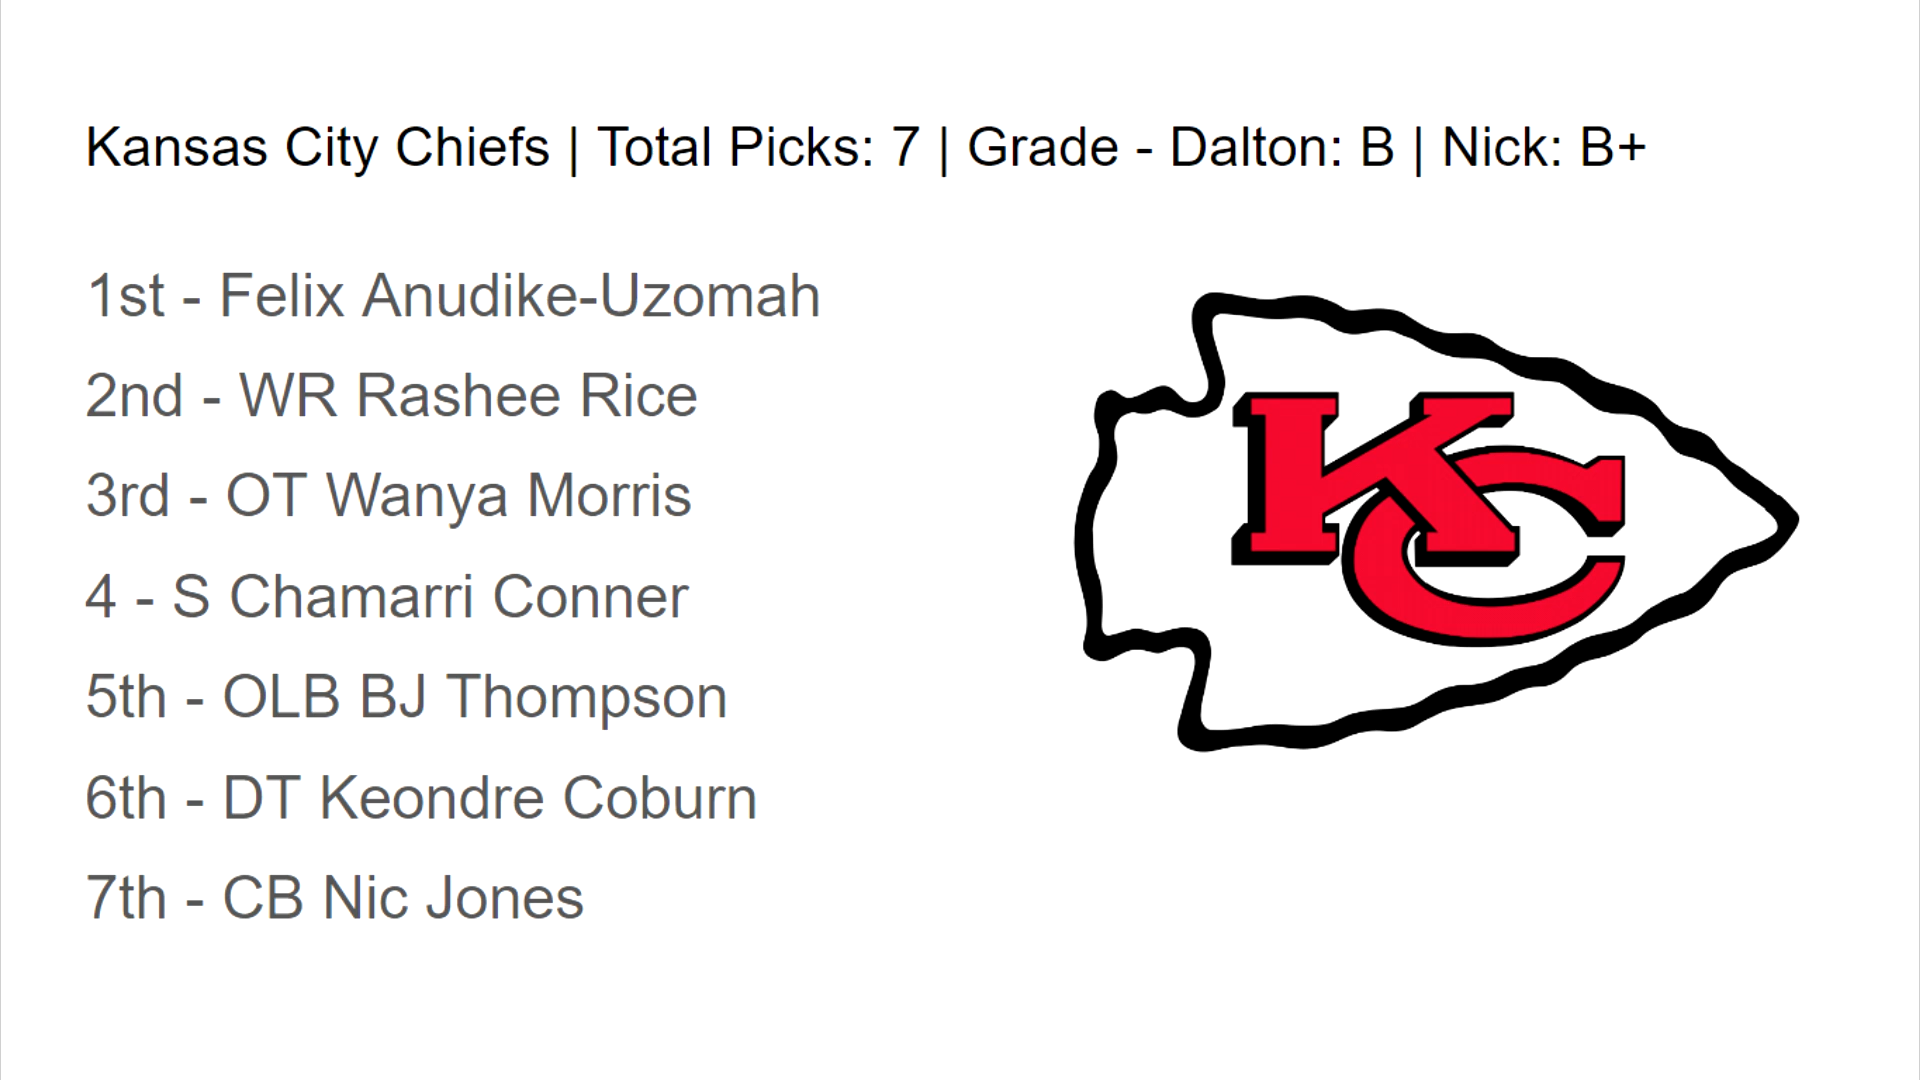 Kansas City Chiefs | Total Picks: 7 | Grade - Dalton: B | Nick: B+
1st - Felix Anudike-Uzomah
2nd - WR Rashee Rice
3rd - OT Wanya Morris
4 - S Chamarri Conner
5th - OLB BJ Thompson
6th - DT Keondre Coburn
7th - CB Nic Jones
KC